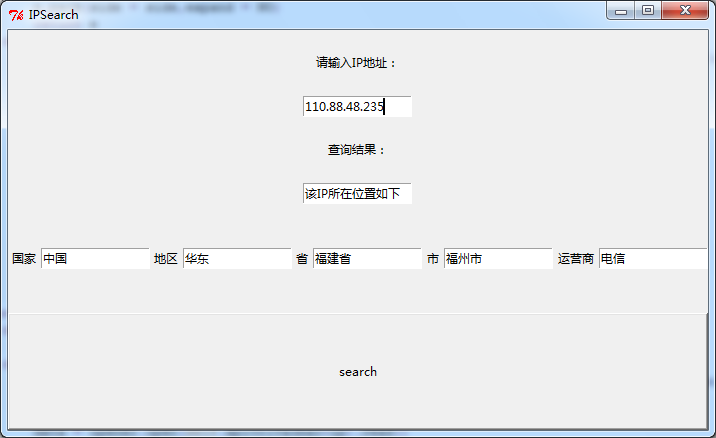 IPSearch
请输入IP地址：
110.88.48.235
查询结果：
该IP所在位置如下
国家 中国 地区 华东 省 福建省 市 福州市 运营商 电信
search